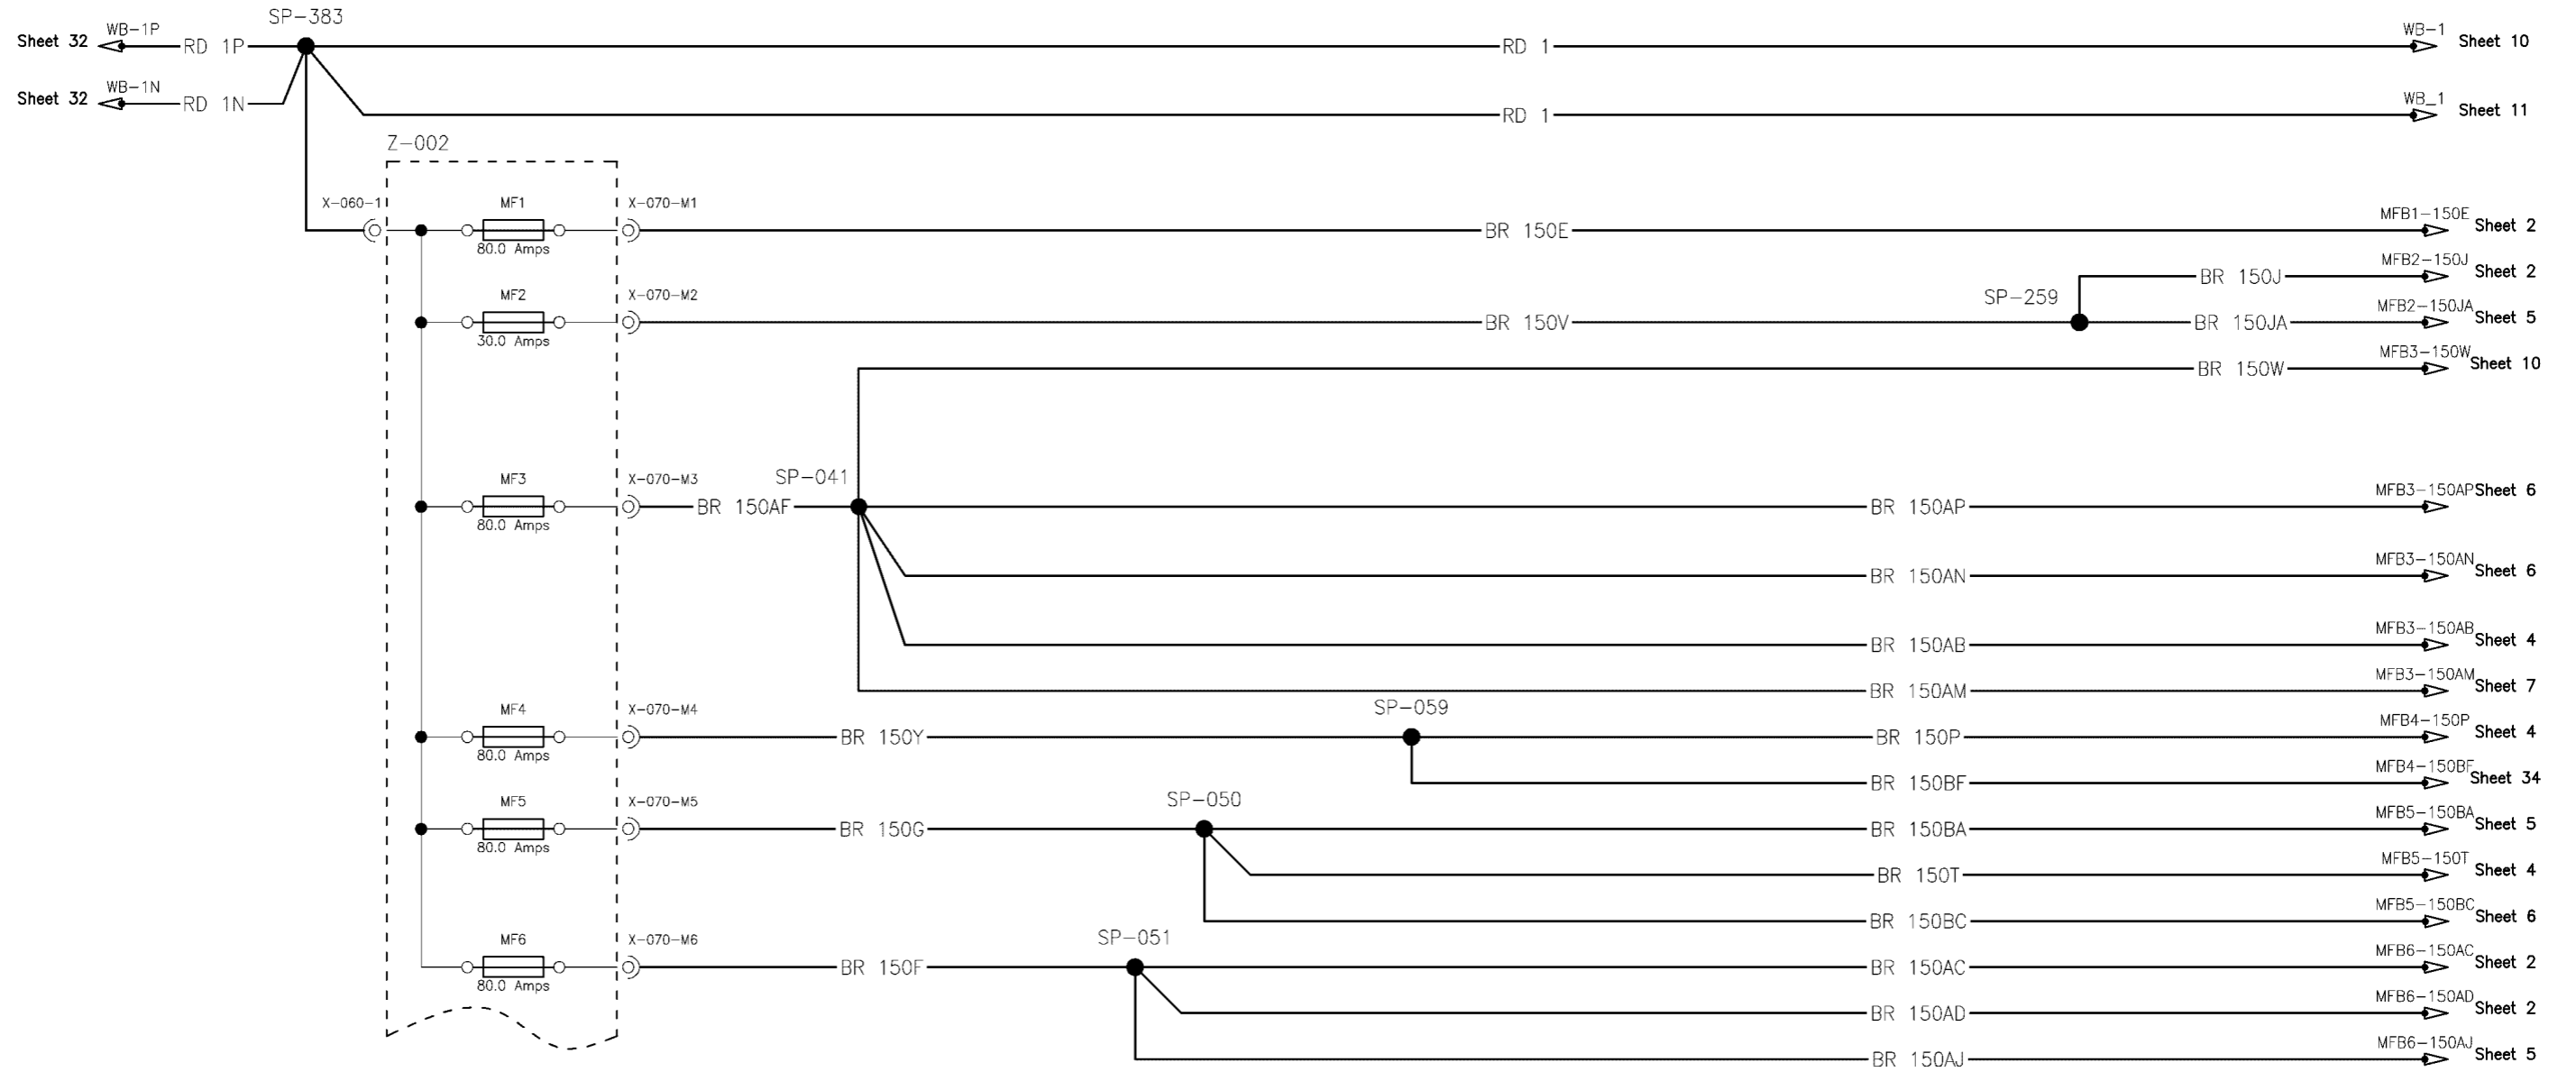 SP-383
Sheet 32 WB-1P RD 1P RD 1 WB-1 Sheet 10
Sheet 32 WB-1N RD 1N RD 1 WB_1 Sheet 11
Z-002
X-060-1 MF1 X-070-M1
80.0 Amps BR 150E MFB1-150E Sheet 2
BR 150J MFB2-150J Sheet 2
MF2 X-070-M2 SP-259
30.0 Amps BR 150V BR 150JA MFB2-150JA Sheet 5
BR 150W MFB3-150W Sheet 10
MF3 X-070-M3 SP-041
80.0 Amps BR 150AF BR 150AP MFB3-150AP Sheet 6
BR 150AN MFB3-150AN Sheet 6
BR 150AB MFB3-150AB Sheet 4
BR 150AM MFB3-150AM Sheet 7
MF4 X-070-M4 SP-059
80.0 Amps BR 150Y BR 150P MFB4-150P Sheet 4
BR 150BF MFB4-150BF Sheet 34
MF5 X-070-M5 SP-050
80.0 Amps BR 150G BR 150BA MFB5-150BA Sheet 5
BR 150T MFB5-150T Sheet 4
BR 150BC MFB5-150BC Sheet 6
MF6 X-070-M6 SP-051
80.0 Amps BR 150F BR 150AC MFB6-150AC Sheet 2
BR 150AD MFB6-150AD Sheet 2
BR 150AJ MFB6-150AJ Sheet 5